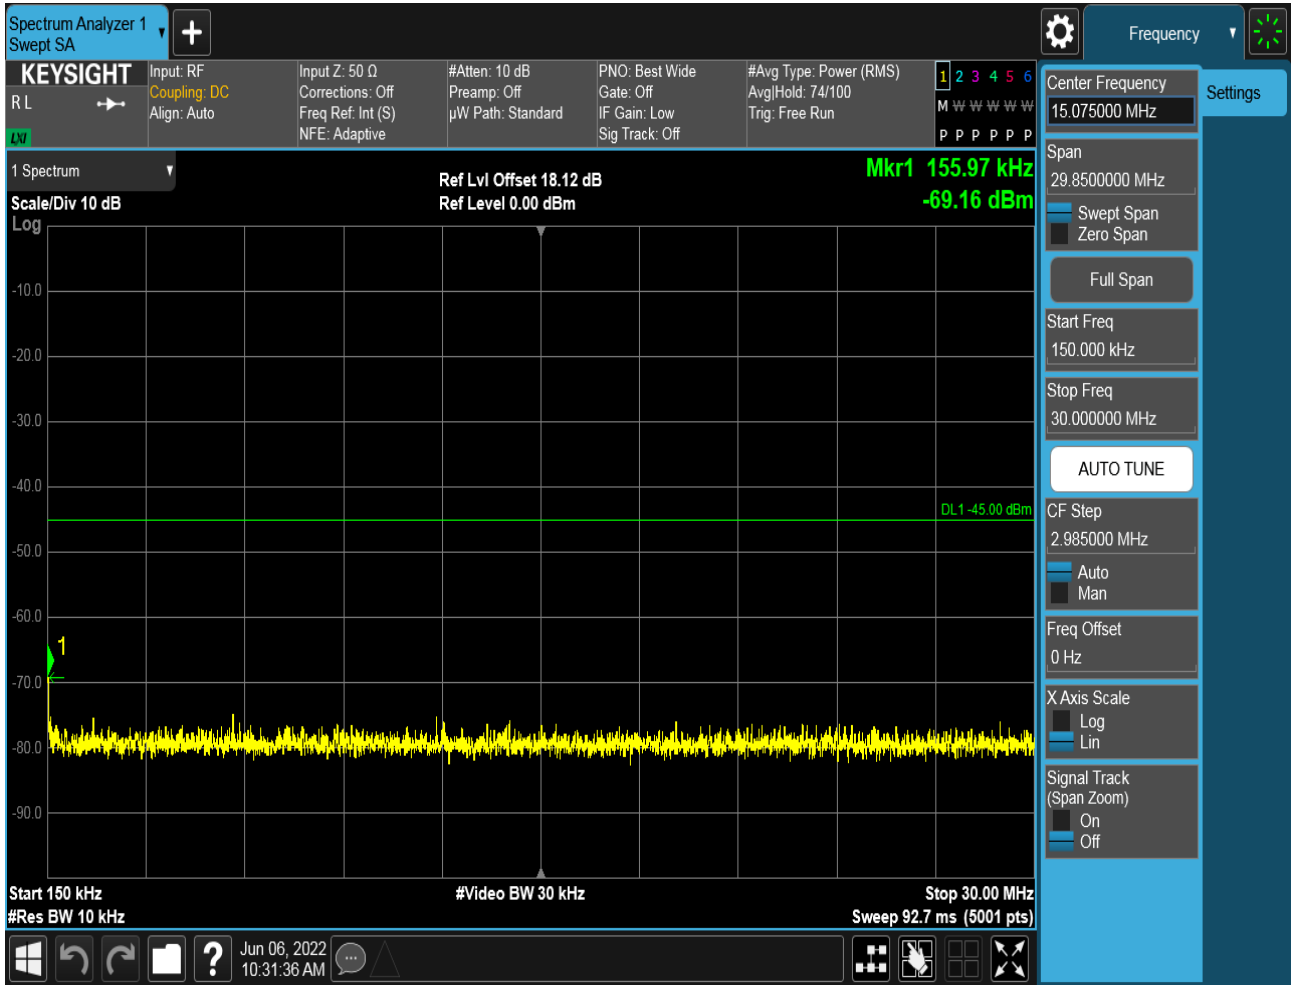 Spectrum Analyzer 1
Swept SA
Frequency
KEYSIGHT
R L
LXI
Input: RF
Coupling: DC
Align: Auto
Input Z: 50 Ω
Corrections: Off
Freq Ref: Int (S)
NFE: Adaptive
#Atten: 10 dB
Preamp: Off
µW Path: Standard
PNO: Best Wide
Gate: Off
IF Gain: Low
Sig Track: Off
#Avg Type: Power (RMS)
Avg|Hold: 74/100
Trig: Free Run
1 2 3 4 5 6
M W W W W W
P P P P P P
1 Spectrum
Scale/Div 10 dB
Log
Ref Lvl Offset 18.12 dB
Ref Level 0.00 dBm
Mkr1 155.97 kHz
-69.16 dBm
-10.0
-20.0
-30.0
-40.0
DL1 -45.00 dBm
-50.0
-60.0
1
-70.0
-80.0
-90.0
Start 150 kHz
#Video BW 30 kHz
Stop 30.00 MHz
#Res BW 10 kHz
Sweep 92.7 ms (5001 pts)
?
Jun 06, 2022
10:31:36 AM
Center Frequency
15.075000 MHz
Settings
Span
29.8500000 MHz
Swept Span
Zero Span
Full Span
Start Freq
150.000 kHz
Stop Freq
30.000000 MHz
AUTO TUNE
CF Step
2.985000 MHz
Auto
Man
Freq Offset
0 Hz
X Axis Scale
Log
Lin
Signal Track
(Span Zoom)
On
Off